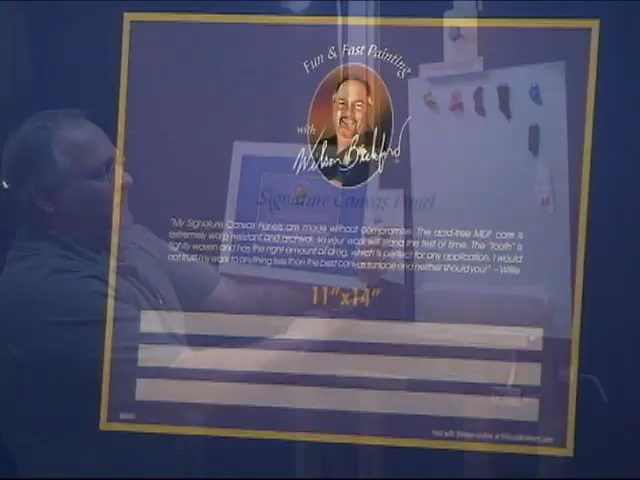 Fun & Fast Painting
with
Wilson Bickford
Signature Canvas Panel
"My Signature Canvas Panels are made without compromise. The acid-free MDF core is
extremely warp resistant and archival, so your work will stand the test of time. The "tooth" is
tightly woven and has the right amount of drag, which is perfect for any application. I would
not trust my work to anything less than the best canvas surface and neither should you!" - Willie
11"x14"